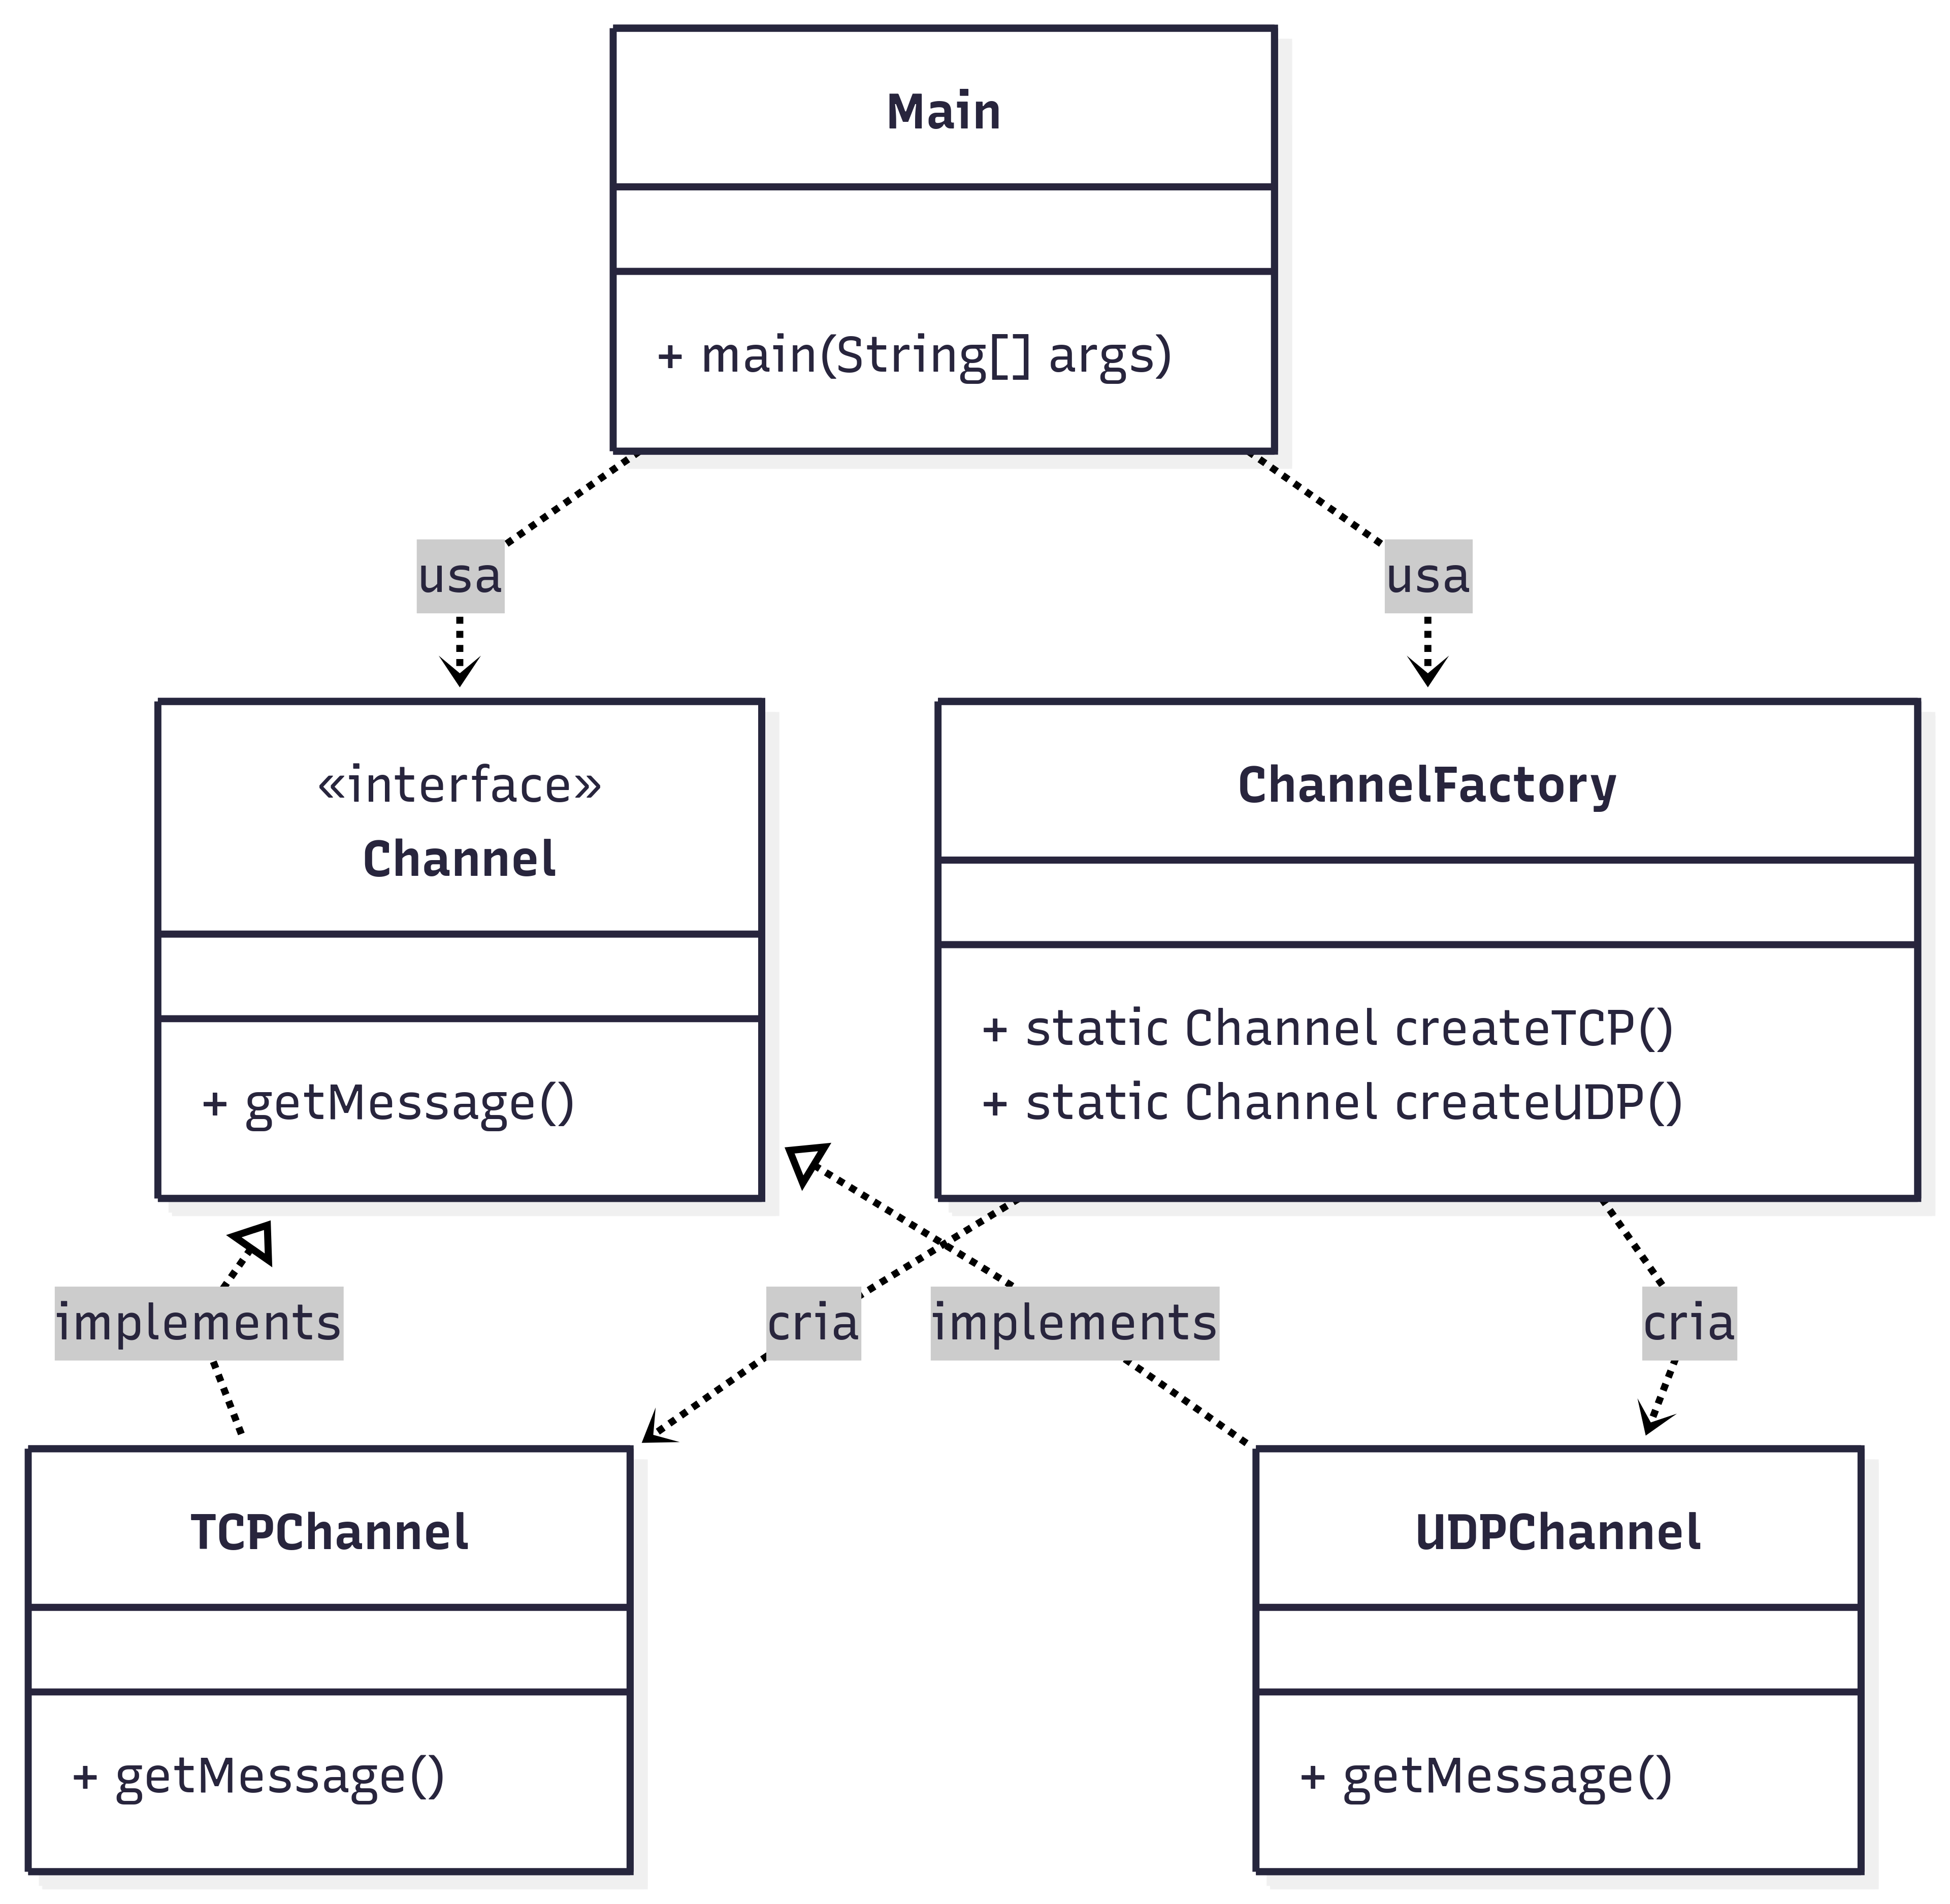 Main
+ main(String[] args)
usa
usa
«interface»
Channel
+ getMessage()
ChannelFactory
+ static Channel createTCP()
+ static Channel createUDP()
implements
cria
implements
cria
TCPChannel
+ getMessage()
UDPChannel
+ getMessage()